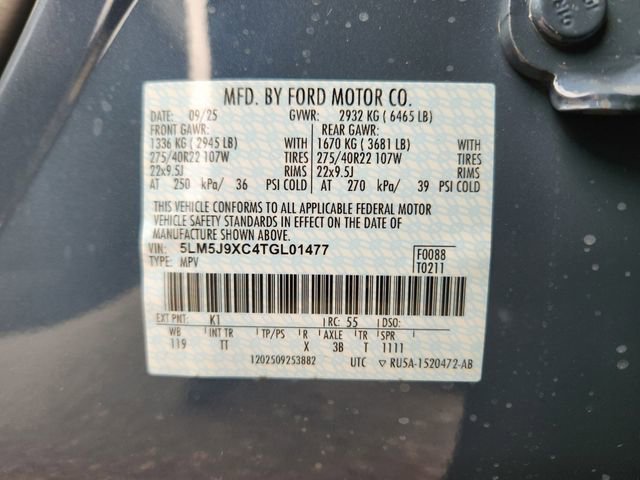 MFD. BY FORD MOTOR CO.
DATE: 09/25 GVWR: 2932 KG ( 6465 LB)
FRONT GAWR: REAR GAWR:
1336 KG ( 2945 LB) WITH 1670 KG ( 3681 LB) WITH
275/40R22 107W TIRES 275/40R22 107W TIRES
22x9.5J RIMS 22x9.5J RIMS
AT 250 kPa/ 36 PSI COLD AT 270 kPa/ 39 PSI COLD
THIS VEHICLE CONFORMS TO ALL APPLICABLE FEDERAL MOTOR
VEHICLE SAFETY STANDARDS IN EFFECT ON THE DATE OF
MANUFACTURE SHOWN ABOVE.
VIN: 5LM5J9XC4TGL01477 F0088
TYPE: MPV T0211
EXT PNT: K1 RC: 55 DSO:
WB INT TR TP/PS R AXLE TR SPR
119 TT X 3B T 1111
1202509253882 UTC ▽ RU5A-1520472-AB